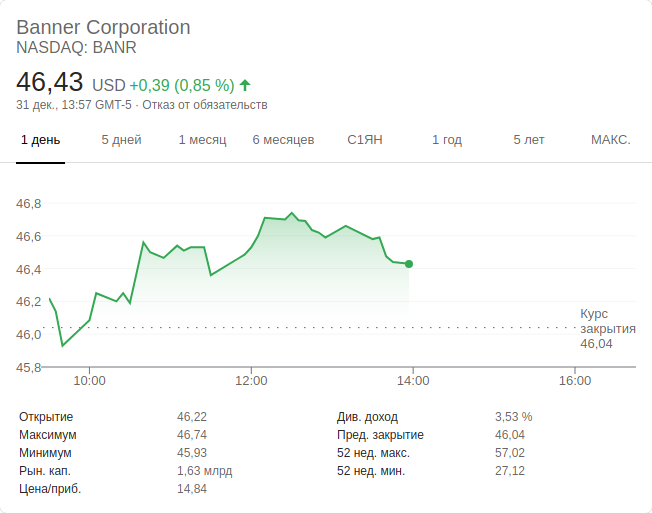 Banner Corporation
NASDAQ: BANR
46,43 USD +0,39 (0,85 %)
31 дек., 13:57 GMT-5 · Отказ от обязательств
1 день 5 дней 1 месяц 6 месяцев С1ЯН 1 год 5 лет МАКС.
46,8
46,6
46,4
46,2
46,0
45,8
Курс
закрытия
46,04
10:00 12:00 14:00 16:00
Открытие 46,22 Див. доход 3,53 %
Максимум 46,74 Пред. закрытие 46,04
Минимум 45,93 52 нед. макс. 57,02
Рын. кап. 1,63 млрд 52 нед. мин. 27,12
Цена/приб. 14,84